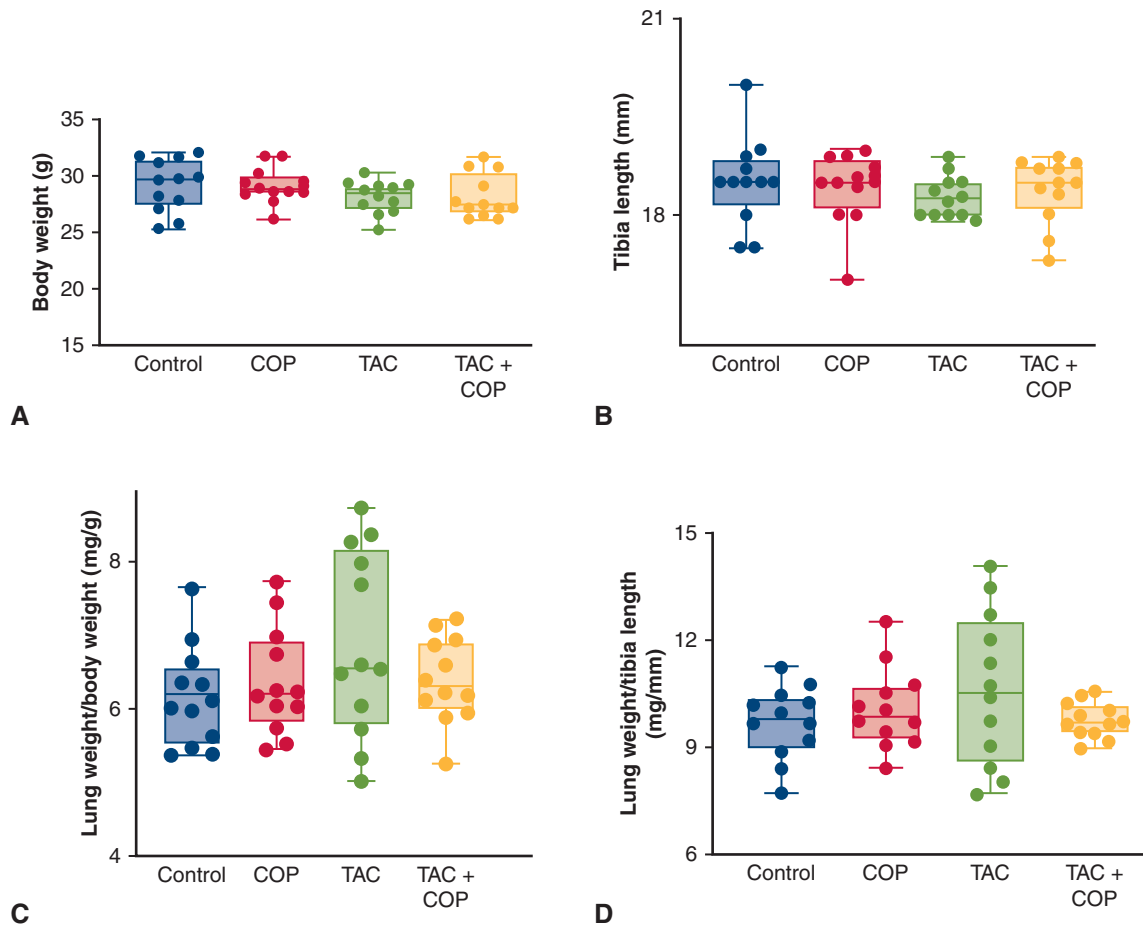 Body weight (g)
35
30
25
20
15
Control
COP
TAC
TAC +
COP
A
Tibia length (mm)
21
18
Control
COP
TAC
TAC +
COP
B
Lung weight/body weight (mg/g)
8
6
4
Control
COP
TAC
TAC +
COP
C
Lung weight/tibia length
(mg/mm)
15
12
9
6
Control
COP
TAC
TAC +
COP
D